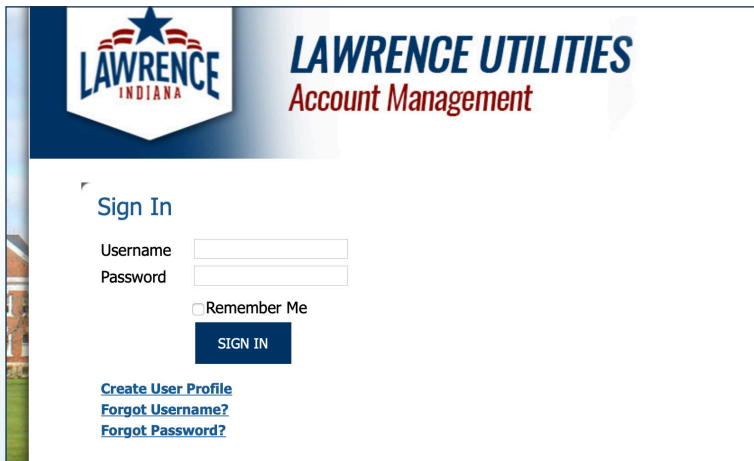 LAWRENCE
INDIANA
LAWRENCE UTILITIES
Account Management
Sign In
Username
Password
Remember Me
SIGN IN
Create User Profile
Forgot Username?
Forgot Password?